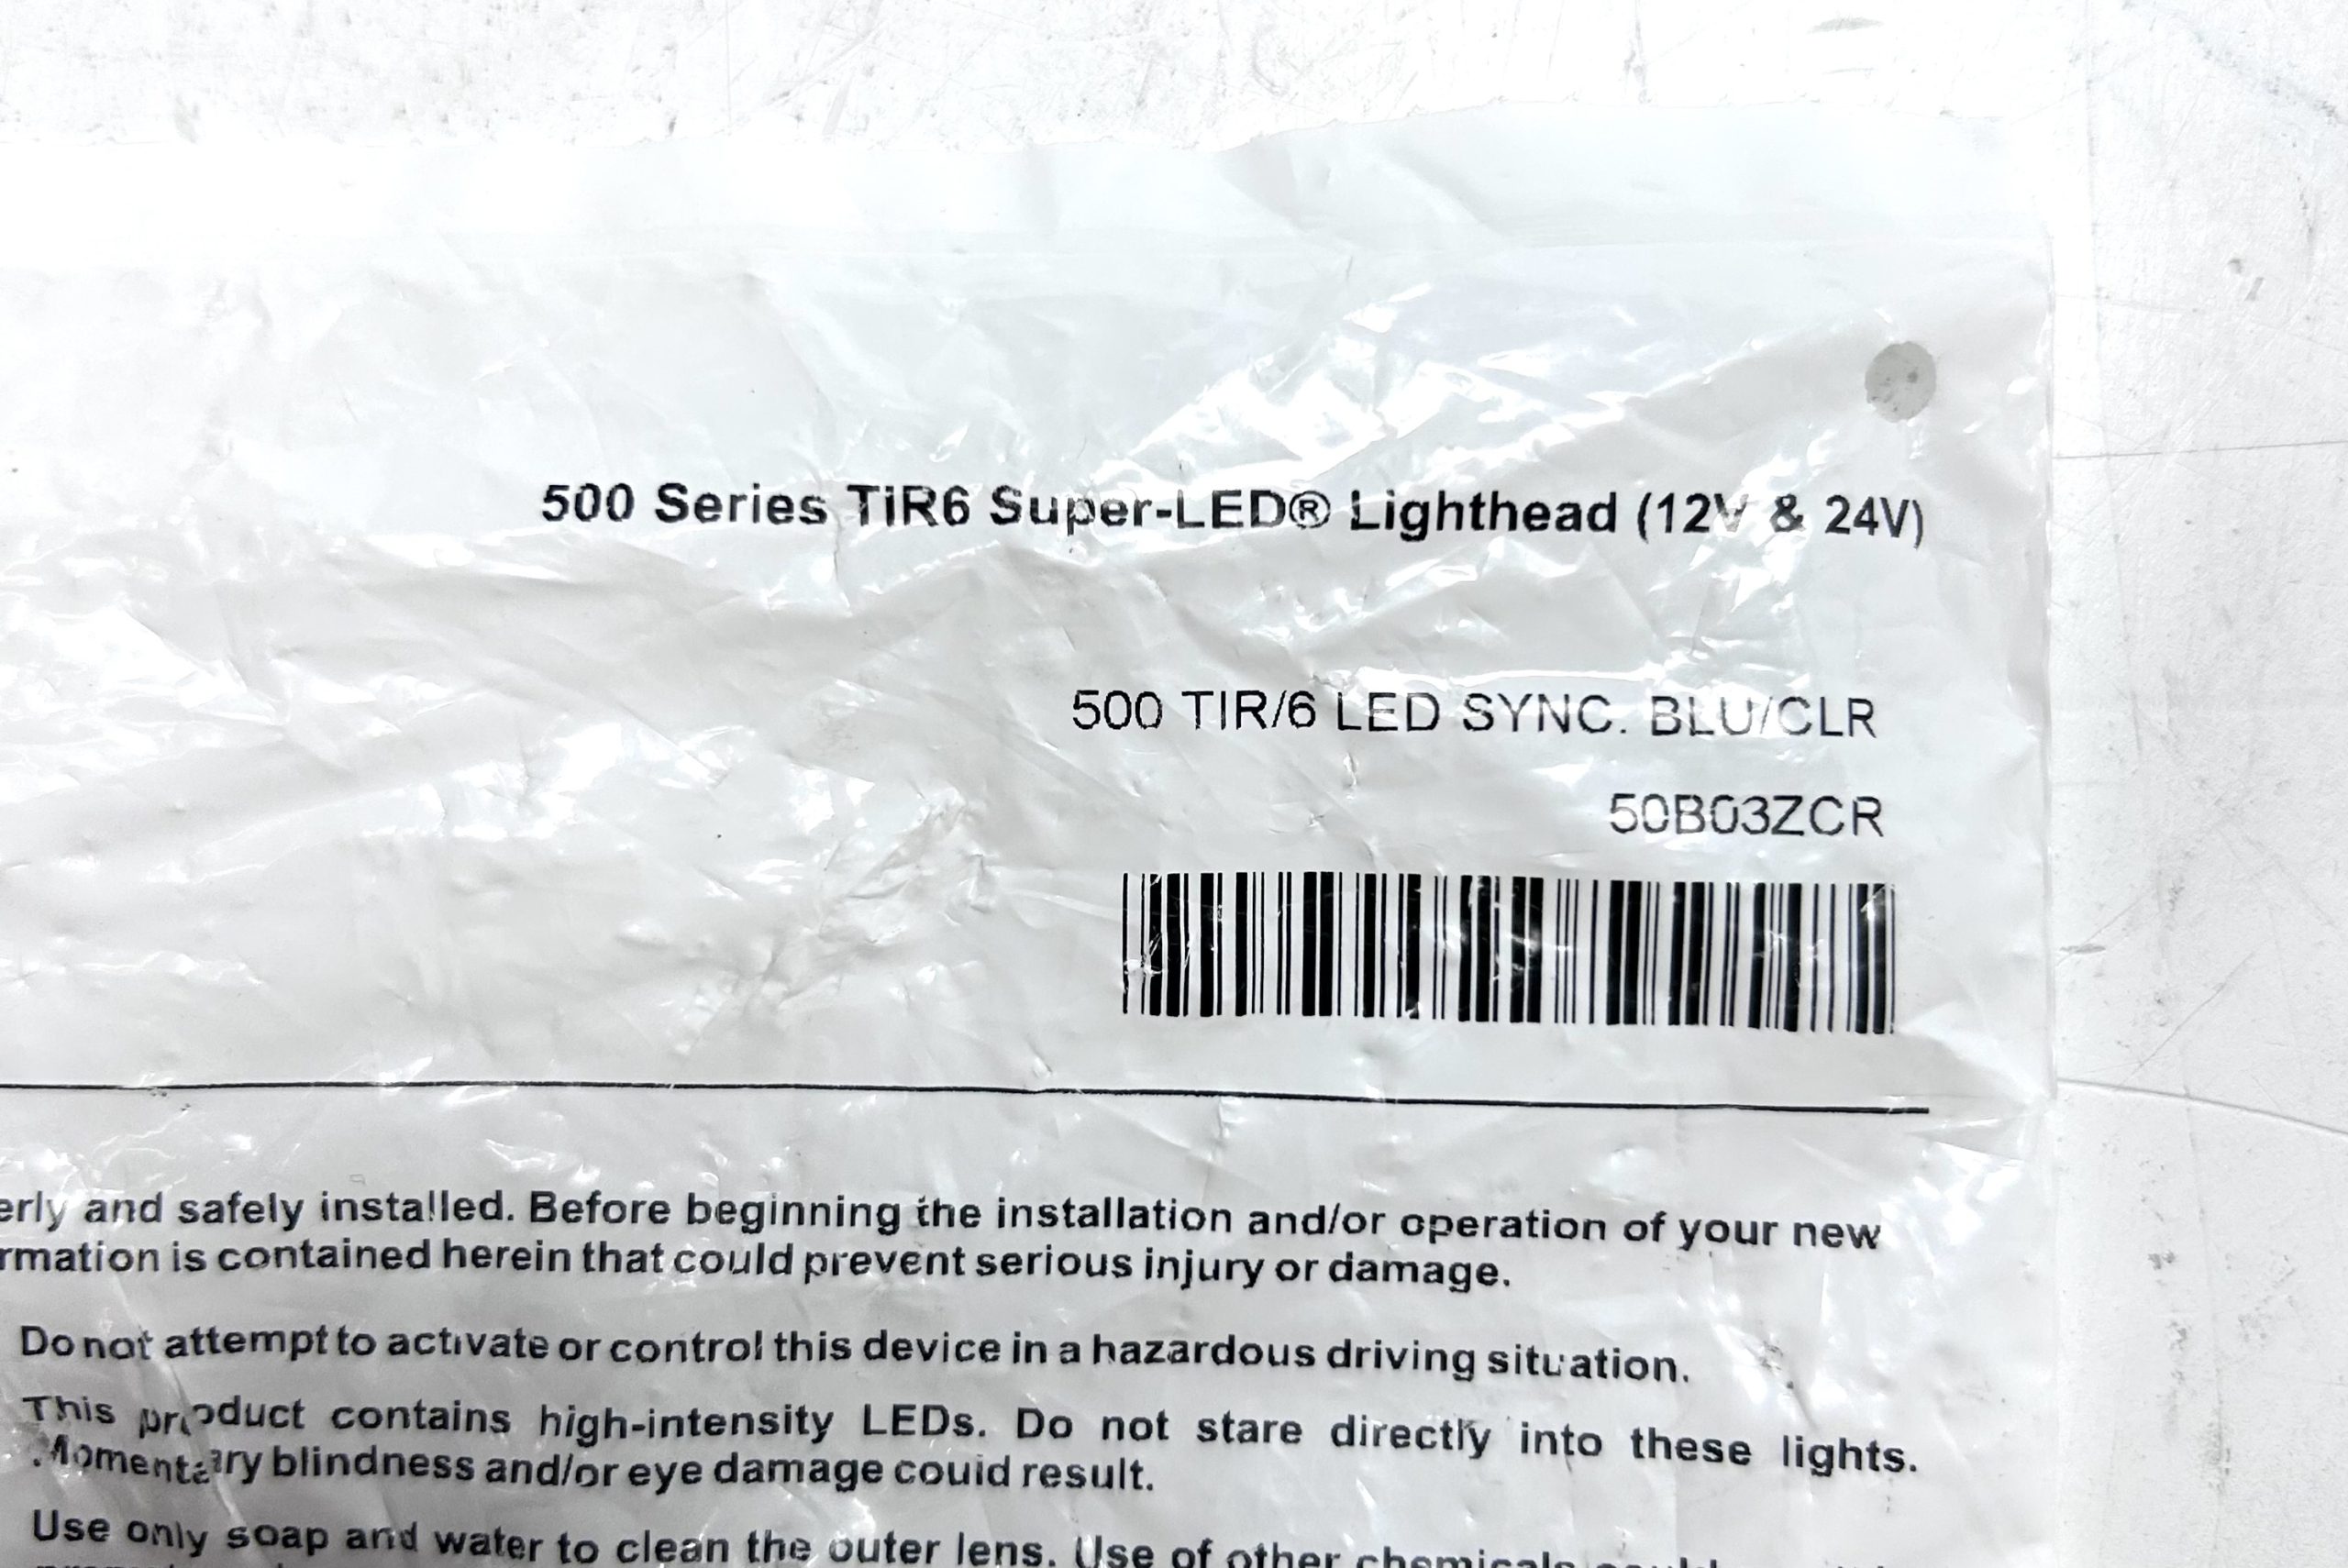 500 Series TiR6 Super-LED® Lighthead (12V & 24V)
500 TIR/6 LED SYNC. BLU/CLR
50B03ZCR
erly and safely installed. Before beginning the installation and/or operation of your new
rmation is contained herein that could prevent serious injury or damage.
Do not attempt to activate or control this device in a hazardous driving situation.
This product contains high-intensity LEDs. Do not stare directly into these lights.
Momentary blindness and/or eye damage could result.
Use only soap and water to clean the outer lens. Use of other chemicals